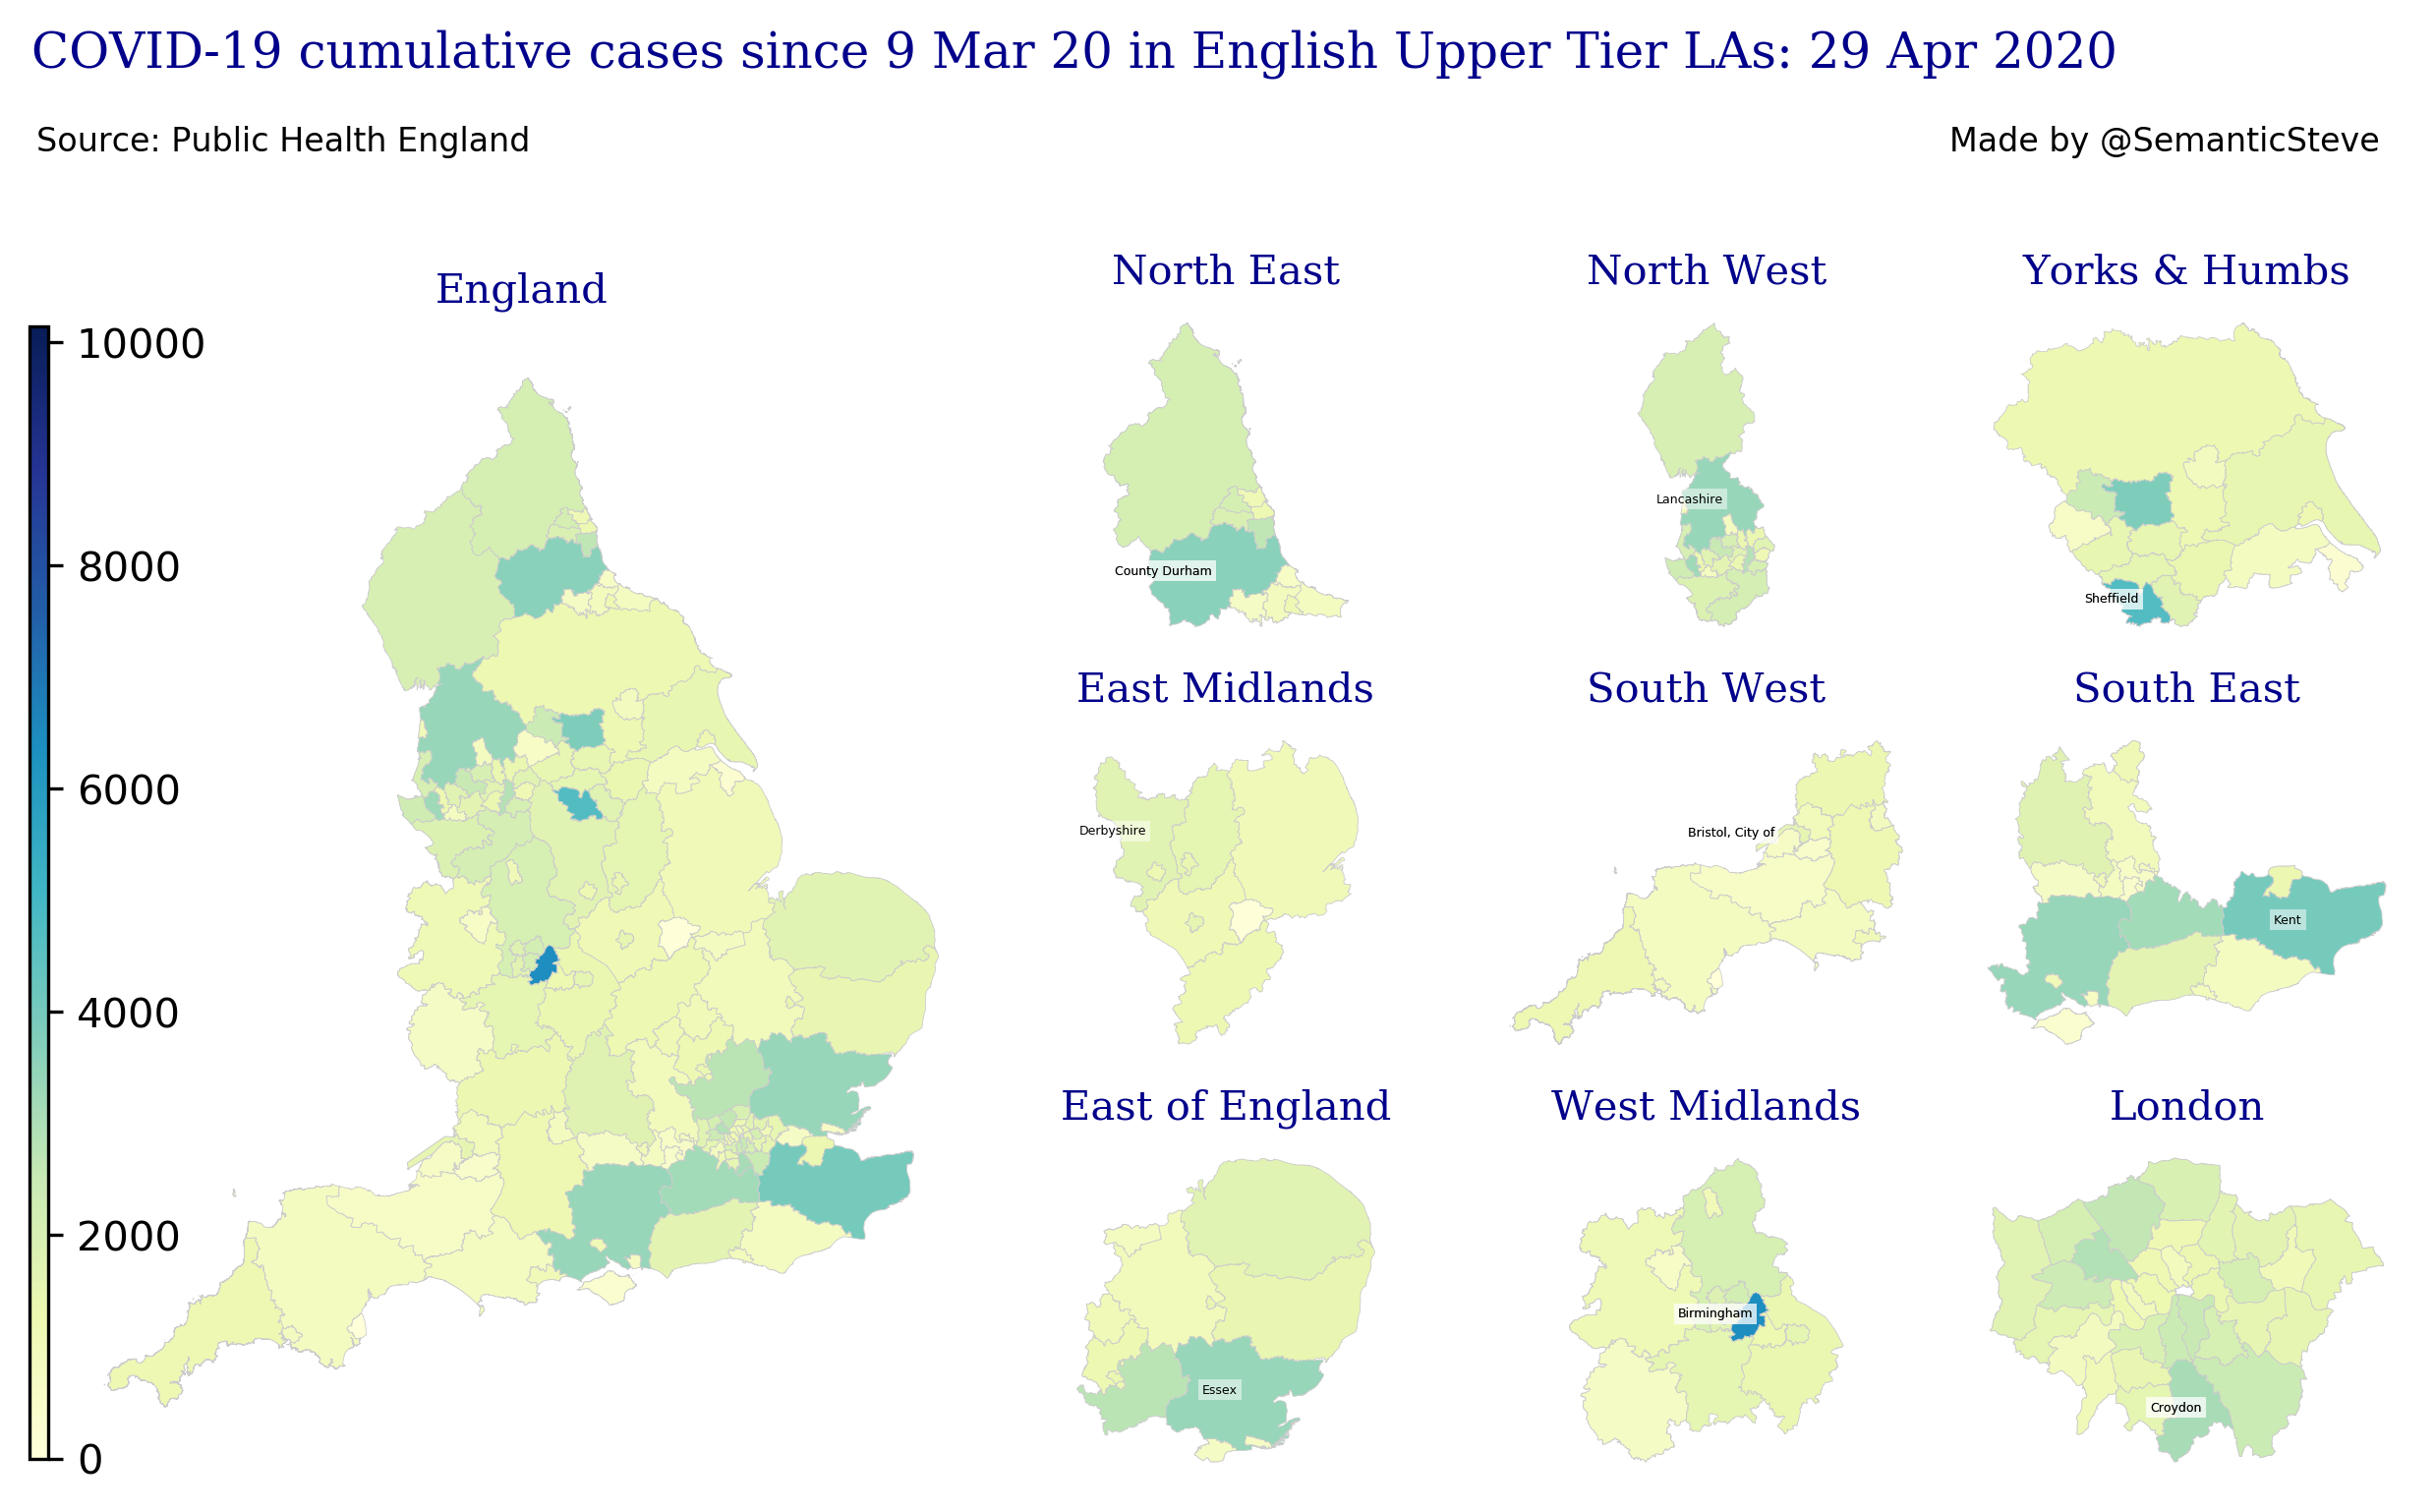 COVID-19 cumulative cases since 9 Mar 20 in English Upper Tier LAs: 29 Apr 2020
Source: Public Health England
Made by @SemanticSteve
England
10000
8000
6000
4000
2000
0
North East
County Durham
North West
Lancashire
Yorks & Humbs
Sheffield
East Midlands
Derbyshire
South West
Bristol, City of
South East
Kent
East of England
Essex
West Midlands
Birmingham
London
Croydon